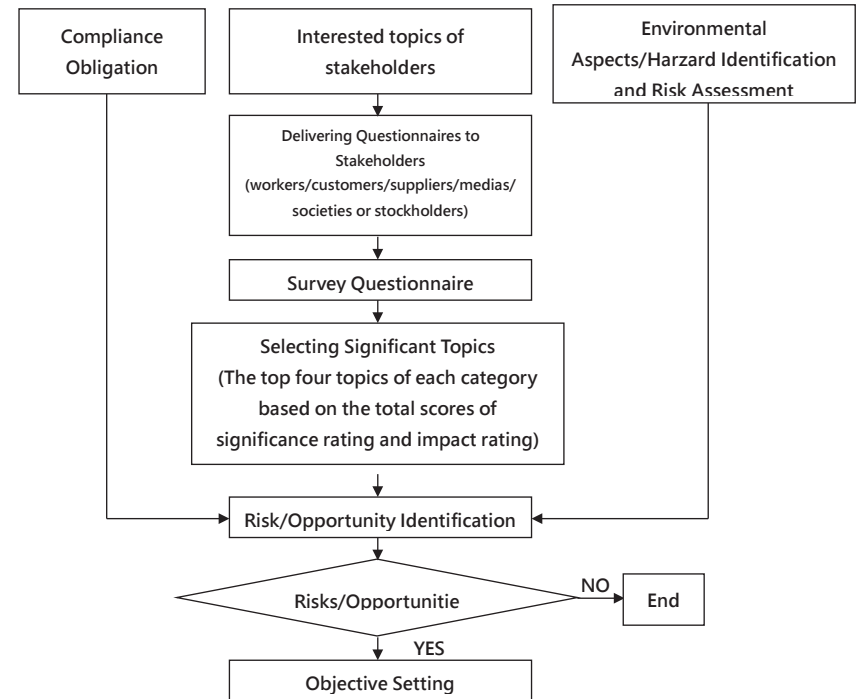 Compliance
Obligation
Interested topics of
stakeholders
Environmental
Aspects/Harzard Identification
and Risk Assessment
Delivering Questionnaires to
Stakeholders
(workers/customers/suppliers/medias/
societies or stockholders)
Survey Questionnaire
Selecting Significant Topics
(The top four topics of each category
based on the total scores of
significance rating and impact rating)
Risk/Opportunity Identification
Risks/Opportunitie
NO
End
YES
Objective Setting